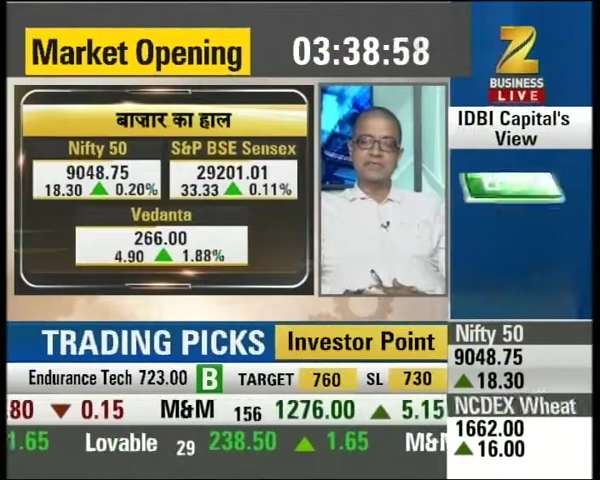 Market Opening
03:38:58
Z
BUSINESS
LIVE
IDBI Capital's
View
बाज़ार का हाल
Nifty 50
9048.75
18.30 ▲ 0.20%
S&P BSE Sensex
29201.01
33.33 ▲ 0.11%
Vedanta
266.00
4.90 ▲ 1.88%
TRADING PICKS
Investor Point
Endurance Tech 723.00 B TARGET 760 SL 730
:80 ▼ 0.15 M&M 156 1276.00 ▲ 5.15
1.65 Lovable 29 238.50 ▲ 1.65 M&M
Nifty 50
9048.75
▲ 18.30
NCDEX Wheat
1662.00
▲ 16.00